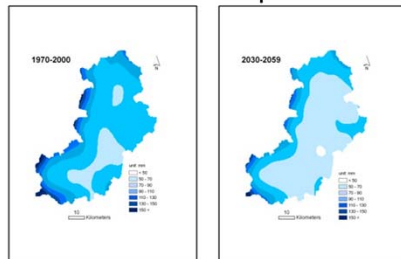 1970-2000
N
unit: mm
< 50
50 - 70
70 - 90
90 - 110
110 - 130
130 - 150
150 <
10
Kilometers
2030-2059
N
unit: mm
< 50
50 - 70
70 - 90
90 - 110
110 - 130
130 - 150
150 <
10
Kilometers